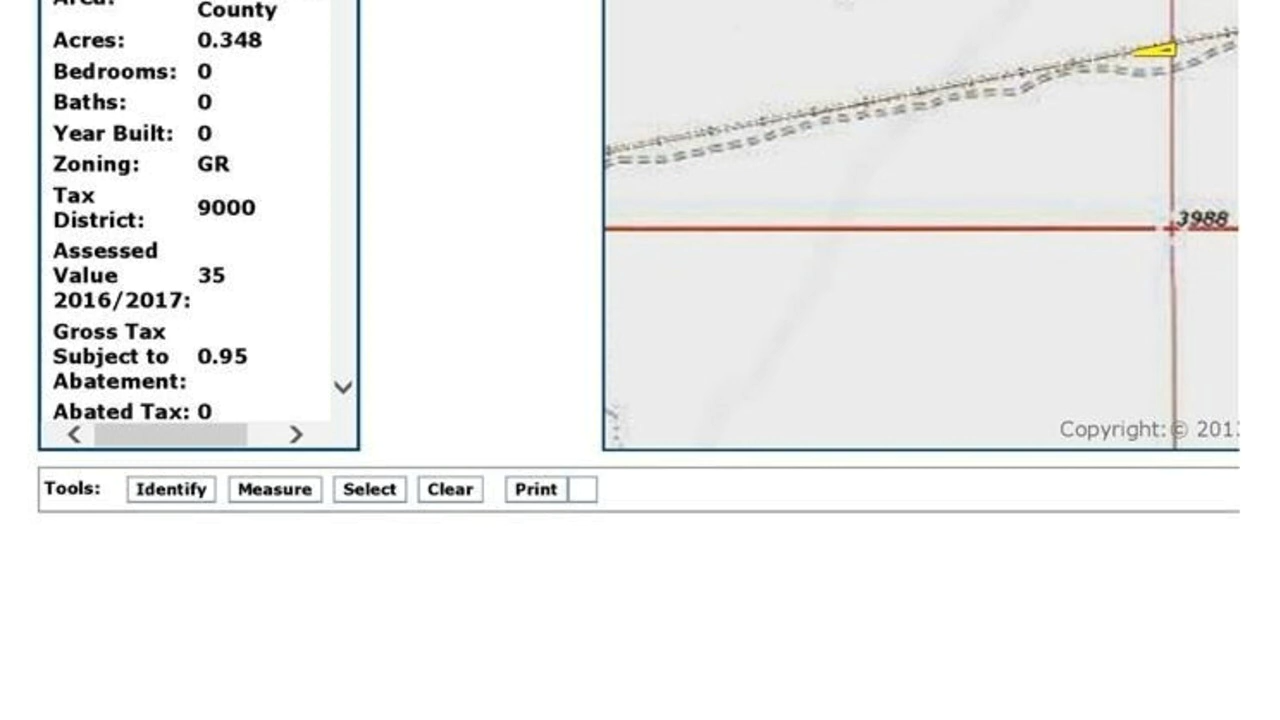 County
Acres: 0.348
Bedrooms: 0
Baths: 0
Year Built: 0
Zoning: GR
Tax
District: 9000
Assessed
Value 35
2016/2017:
Gross Tax
Subject to 0.95
Abatement:
Abated Tax: 0
3988
Copyright:© 201
Tools: Identify Measure Select Clear Print